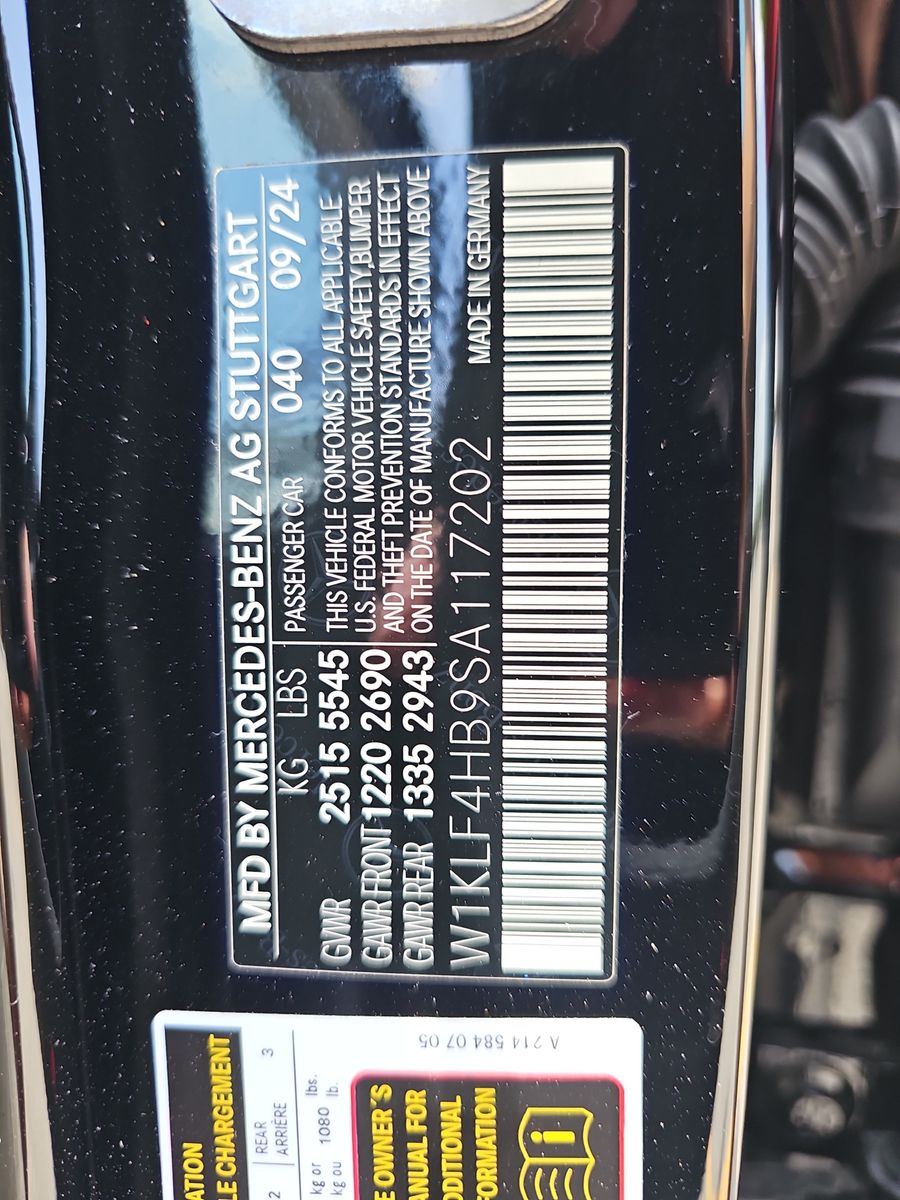 MFD BY MERCEDES-BENZ AG STUTTGART
KG LBS PASSENGER CAR 040 09/24
GVWR 2515 5545
GAWR FRONT 1220 2690
GAWR REAR 1335 2943
THIS VEHICLE CONFORMS TO ALL APPLICABLE
U.S. FEDERAL MOTOR VEHICLE SAFETY,BUMPER
AND THEFT PREVENTION STANDARDS IN EFFECT
ON THE DATE OF MANUFACTURE SHOWN ABOVE
W1KLF4HB9SA117202 MADE IN GERMANY
ATION
LE CHARGEMENT
2 REAR 3
ARRIÈRE
kg or 1080 lbs.
kg ou lb.
E OWNER'S
ANUAL FOR
DDITIONAL
FORMATION
A 214 584 07 05